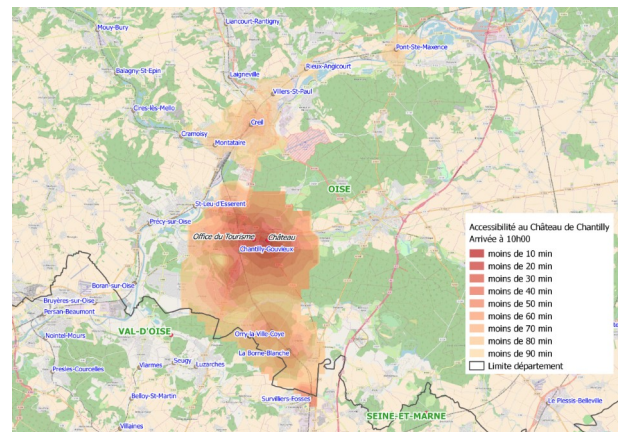 Liancourt-Rantigny
Mouy-Bury
Pont-Ste-Maxence
Rieux-Angicourt
Balagny-St-Epin
Laigneville
Villers-St-Paul
Cires-lès-Mello
Creil
Cramoisy
Montataire
OISE
St-Leu-d'Esserent
Précy-sur-Oise
Office du Tourisme
Château
Chantilly-Gouvieux
Accessibilité au Château de Chantilly
Arrivée à 10h00
moins de 10 min
moins de 20 min
moins de 30 min
moins de 40 min
moins de 50 min
moins de 60 min
moins de 70 min
moins de 80 min
moins de 90 min
Limite département
Boran-sur-Oise
Bruyères-sur-Oise
Persan-Beaumont
VAL-D'OISE
Nointel-Mours
Orry-la-Ville-Coye
La Borne-Blanche
Seugy
Luzarches
Viarmes
Presles-Courcelles
Belloy-St-Martin
Survilliers-Fosses
Le Plessis-Belleville
SEINE-ET-MARNE
Villaines